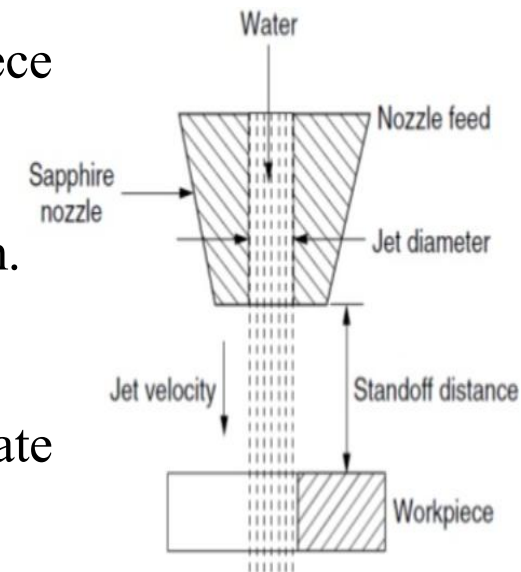 Water
Nozzle feed
Sapphire
nozzle
Jet diameter
Jet velocity
Standoff distance
Workpiece